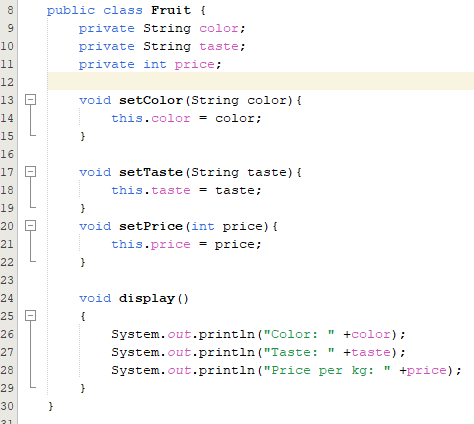 8 public class Fruit {
9 private String color;
10 private String taste;
11 private int price;
12
13 void setColor(String color){
14 this.color = color;
15 }
16
17 void setTaste(String taste){
18 this.taste = taste;
19 }
20 void setPrice(int price){
21 this.price = price;
22 }
23
24 void display()
25 {
26 System.out.println("Color: " +color);
27 System.out.println("Taste: " +taste);
28 System.out.println("Price per kg: " +price);
29 }
30 }
31